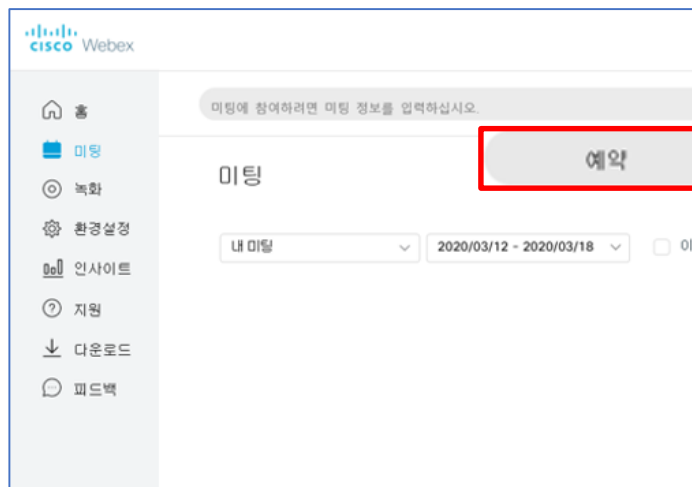 CISCO Webex
홈
미팅
녹화
환경설정
인사이트
지원
다운로드
피드백
미팅에 참여하려면 미팅 정보를 입력하십시오.
미팅
예약
내 미팅
2020/03/12 - 2020/03/18